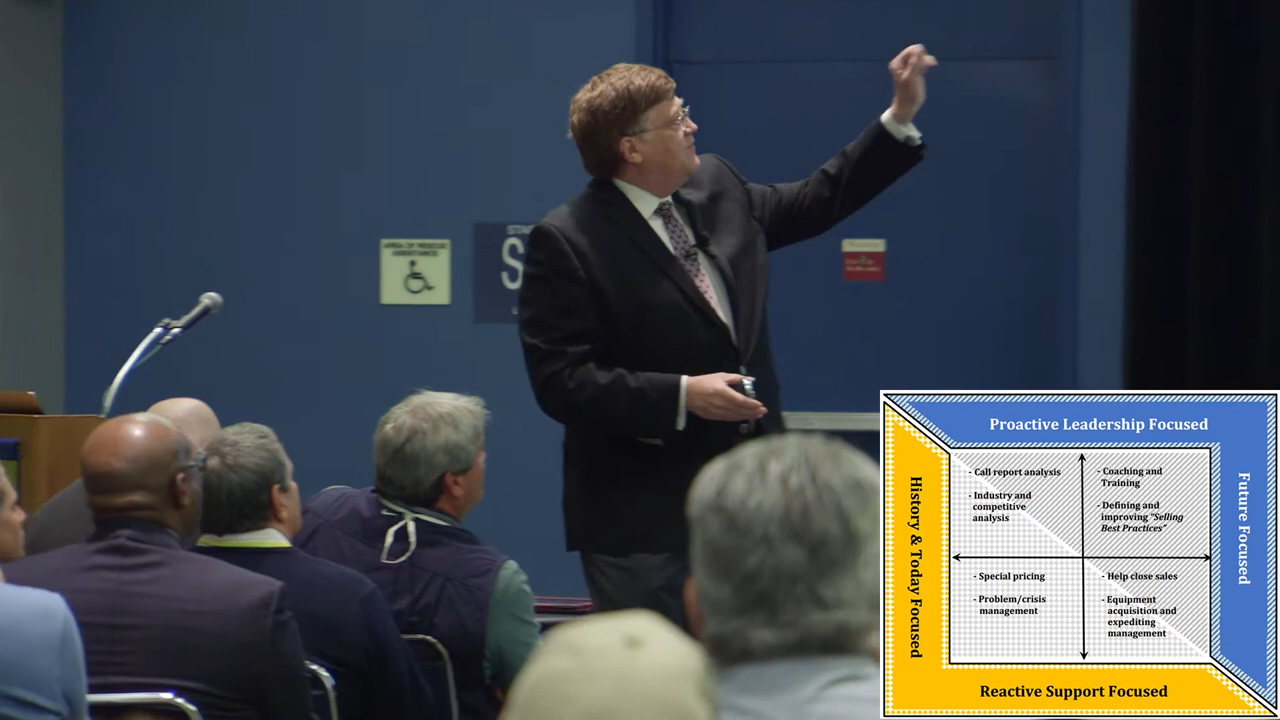 AREA OF RESCUE
ASSISTANCE
STA
S
Proactive Leadership Focused
History & Today Focused
- Call report analysis
- Industry and
competitive
analysis
- Coaching and
Training
- Defining and
improving "Selling
Best Practices"
- Special pricing
- Problem/crisis
management
- Help close sales
- Equipment
acquisition and
expediting
management
Future Focused
Reactive Support Focused